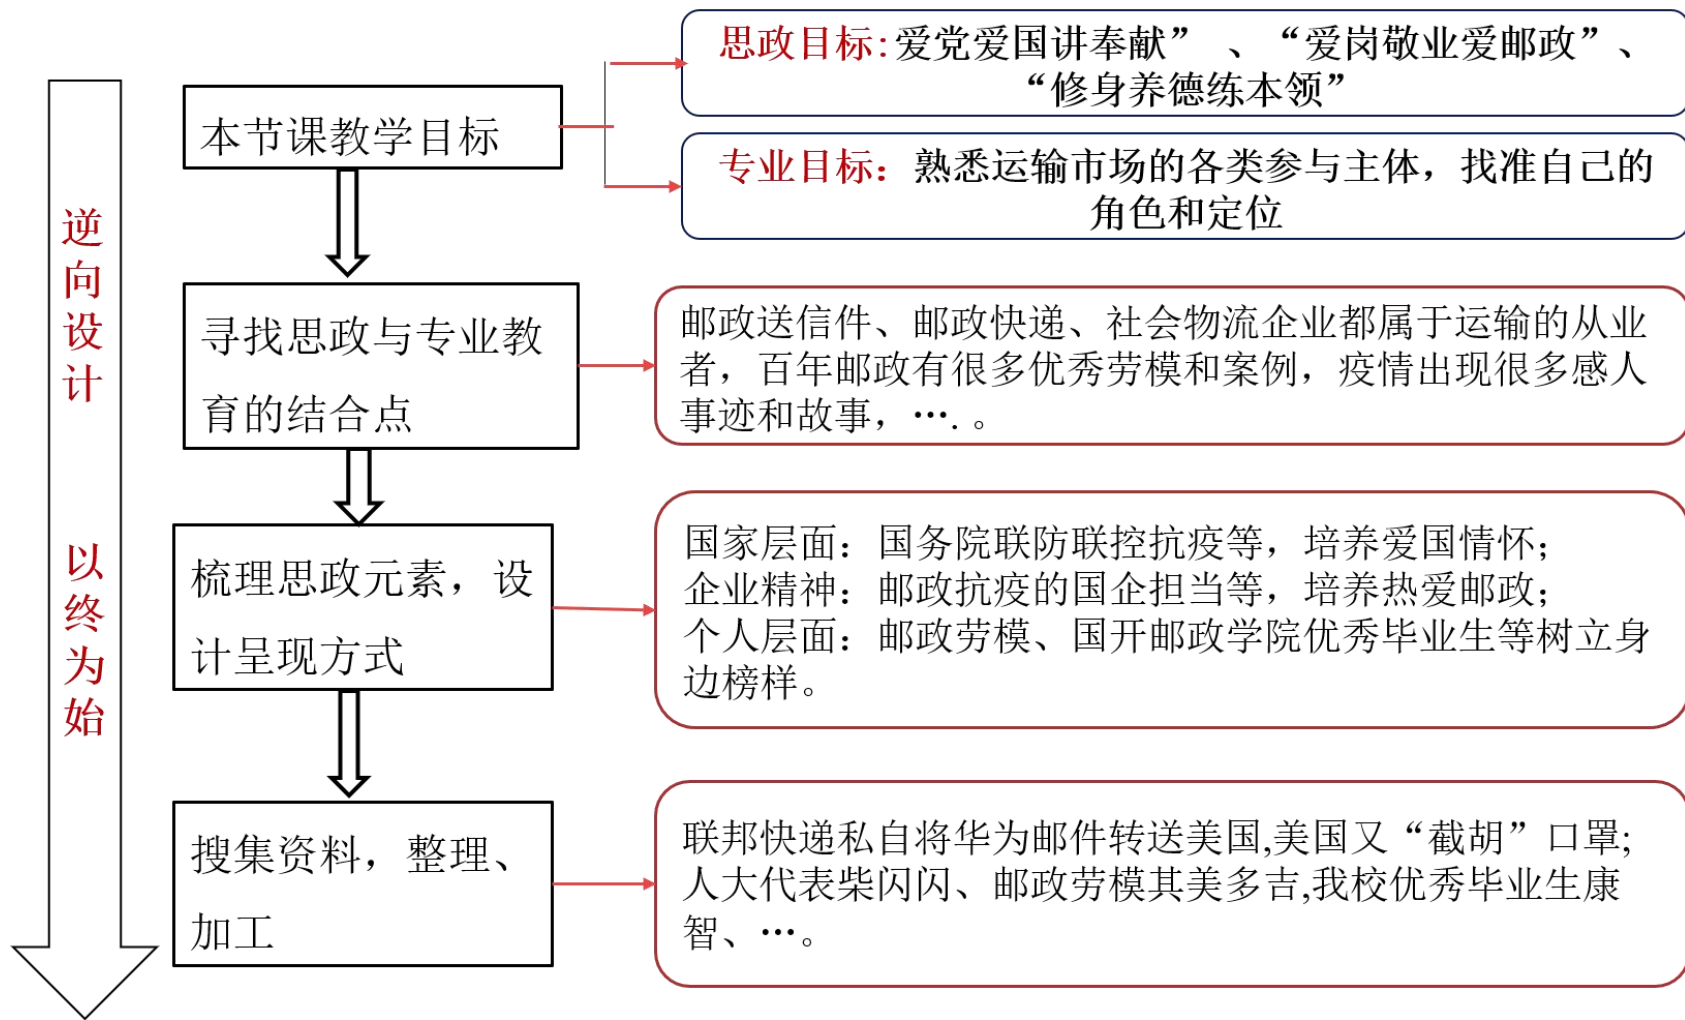 思政目标:爱党爱国讲奉献”、“爱岗敬业爱邮政”、
“修身养德练本领”
本节课教学目标
专业目标：熟悉运输市场的各类参与主体，找准自己的
角色和定位
逆向设计
以终为始
寻找思政与专业教
育的结合点
邮政送信件、邮政快递、社会物流企业都属于运输的从业
者，百年邮政有很多优秀劳模和案例，疫情出现很多感人
事迹和故事，…. 。
梳理思政元素，设
计呈现方式
国家层面：国务院联防联控抗疫等，培养爱国情怀；
企业精神：邮政抗疫的国企担当等，培养热爱邮政；
个人层面：邮政劳模、国开邮政学院优秀毕业生等树立身
边榜样。
搜集资料，整理、
加工
联邦快递私自将华为邮件转送美国,美国又“截胡”口罩;
人大代表柴闪闪、邮政劳模其美多吉,我校优秀毕业生康
智、…。